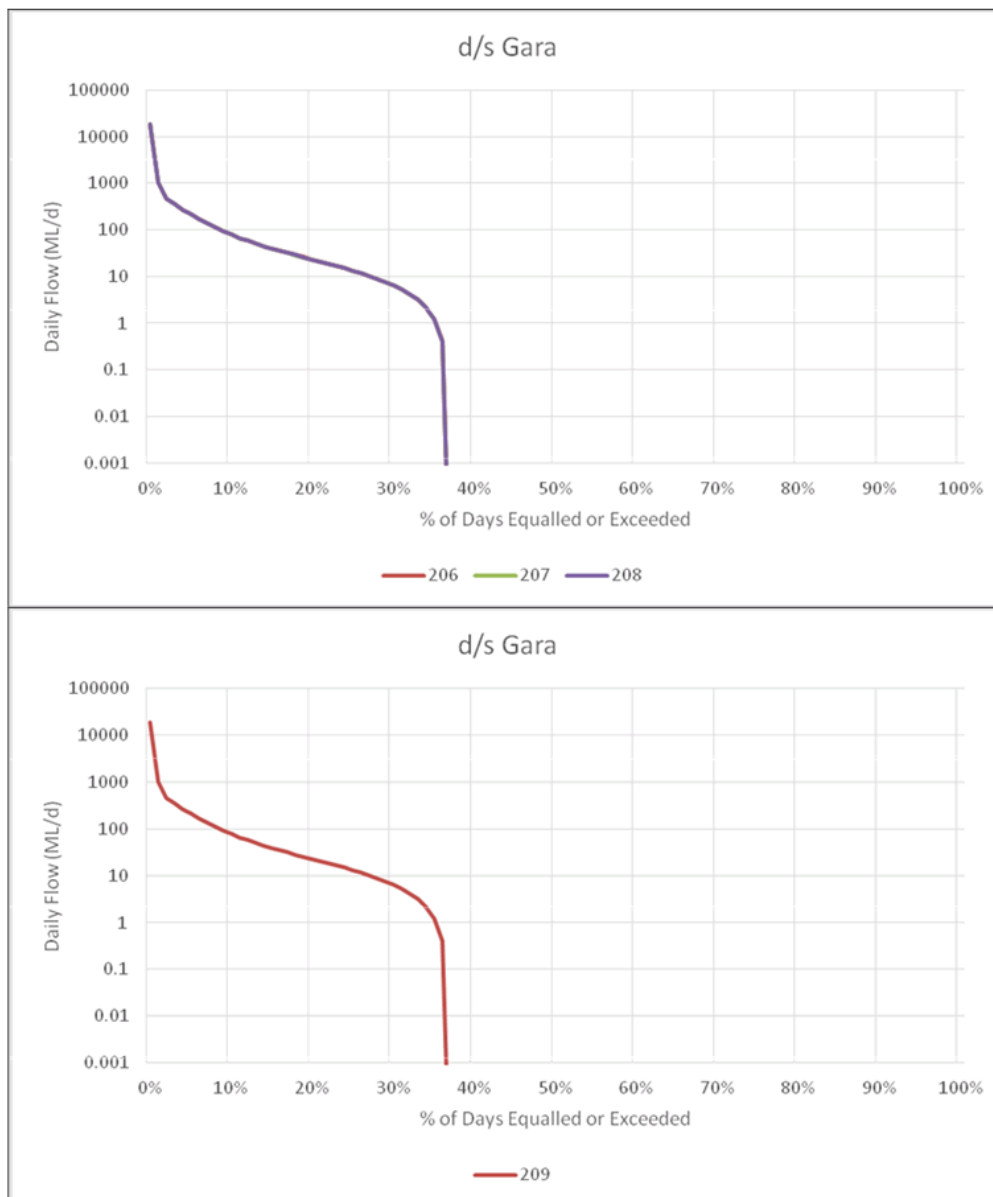 d/s Gara
100000
10000
1000
100
10
1
0.1
0.01
0.001
Daily Flow (ML/d)
0% 10% 20% 30% 40% 50% 60% 70% 80% 90% 100%
% of Days Equalled or Exceeded
206 207 208
d/s Gara
100000
10000
1000
100
10
1
0.1
0.01
0.001
Daily Flow (ML/d)
0% 10% 20% 30% 40% 50% 60% 70% 80% 90% 100%
% of Days Equalled or Exceeded
209